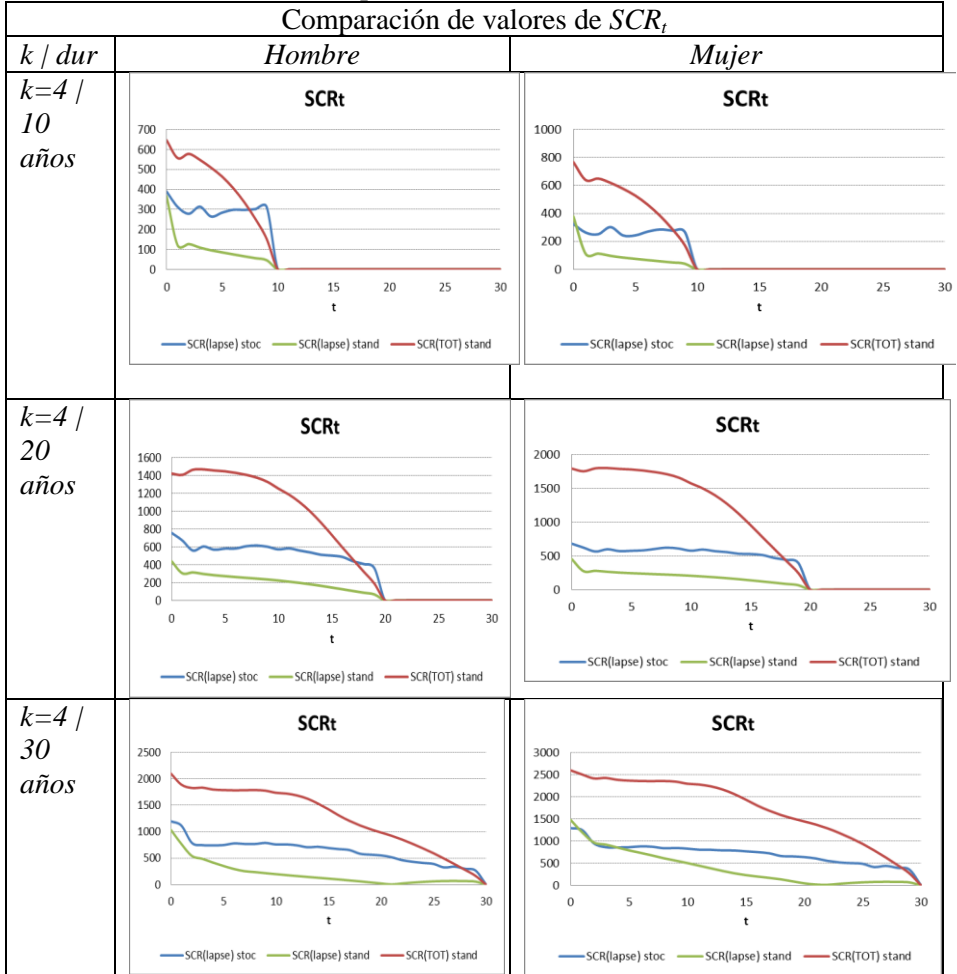 Comparación de valores de SCRt
k / dur
Hombre
Mujer
k=4 /
10
años
SCRt
700
600
500
400
300
200
100
0
0 5 10 15 20 25 30
t
SCR(lapse) stoc SCR(lapse) stand SCR(TOT) stand
SCRt
1000
800
600
400
200
0
0 5 10 15 20 25 30
t
SCR(lapse) stoc SCR(lapse) stand SCR(TOT) stand
k=4 /
20
años
SCRt
1600
1400
1200
1000
800
600
400
200
0
0 5 10 15 20 25 30
t
SCR(lapse) stoc SCR(lapse) stand SCR(TOT) stand
SCRt
2000
1500
1000
500
0
0 5 10 15 20 25 30
t
SCR(lapse) stoc SCR(lapse) stand SCR(TOT) stand
k=4 /
30
años
SCRt
2500
2000
1500
1000
500
0
0 5 10 15 20 25 30
t
SCR(lapse) stoc SCR(lapse) stand SCR(TOT) stand
SCRt
3000
2500
2000
1500
1000
500
0
0 5 10 15 20 25 30
t
SCR(lapse) stoc SCR(lapse) stand SCR(TOT) stand